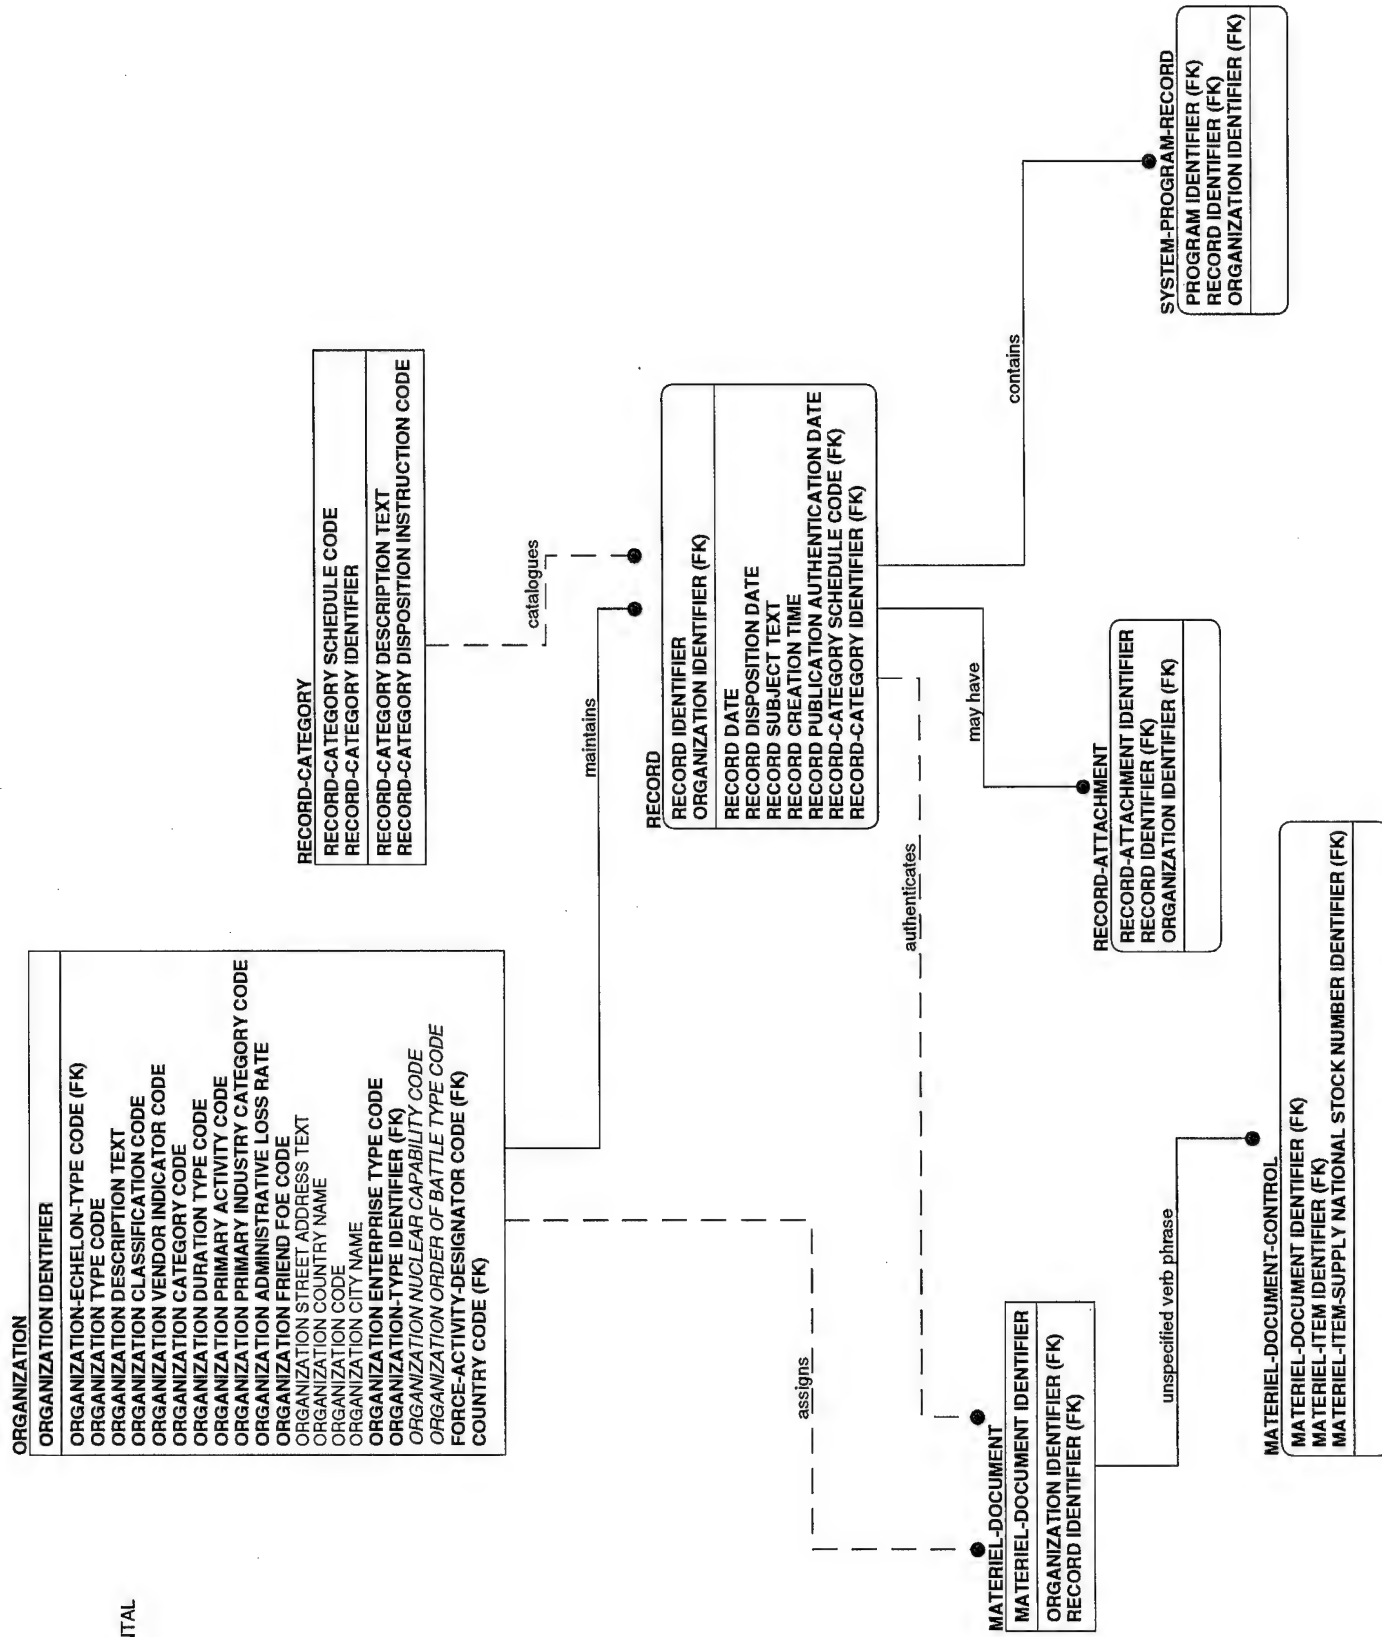 ORGANIZATION
ORGANIZATION IDENTIFIER
ORGANIZATION-ECHELON-TYPE CODE (FK)
ORGANIZATION TYPE CODE
ORGANIZATION DESCRIPTION TEXT
ORGANIZATION CLASSIFICATION CODE
ORGANIZATION VENDOR INDICATOR CODE
ORGANIZATION CATEGORY CODE
ORGANIZATION DURATION TYPE CODE
ORGANIZATION PRIMARY ACTIVITY CODE
ORGANIZATION PRIMARY INDUSTRY CATEGORY CODE
ORGANIZATION ADMINISTRATIVE LOSS RATE
ORGANIZATION FRIEND FOE CODE
ORGANIZATION STREET ADDRESS TEXT
ORGANIZATION COUNTRY NAME
ORGANIZATION CODE
ORGANIZATION CITY NAME
ORGANIZATION ENTERPRISE TYPE CODE
ORGANIZATION-TYPE IDENTIFIER (FK)
ORGANIZATION NUCLEAR CAPABILITY CODE
ORGANIZATION ORDER OF BATTLE TYPE CODE
FORCE-ACTIVITY-DESIGNATOR CODE (FK)
COUNTRY CODE (FK)
NTAL
RECORD-CATEGORY
RECORD-CATEGORY SCHEDULE CODE
RECORD-CATEGORY IDENTIFIER
RECORD-CATEGORY DESCRIPTION TEXT
RECORD-CATEGORY DISPOSITION INSTRUCTION CODE
catalogues
maintains
RECORD
RECORD IDENTIFIER
ORGANIZATION IDENTIFIER (FK)
RECORD DATE
RECORD DISPOSITION DATE
RECORD SUBJECT TEXT
RECORD CREATION TIME
RECORD PUBLICATION AUTHENTICATION DATE
RECORD-CATEGORY SCHEDULE CODE (FK)
RECORD-CATEGORY IDENTIFIER (FK)
assigns
authenticates
may have
contains
MATERIEL-DOCUMENT
MATERIEL-DOCUMENT IDENTIFIER
ORGANIZATION IDENTIFIER (FK)
RECORD IDENTIFIER (FK)
RECORD-ATTACHMENT
RECORD-ATTACHMENT IDENTIFIER
RECORD IDENTIFIER (FK)
ORGANIZATION IDENTIFIER (FK)
SYSTEM-PROGRAM-RECORD
PROGRAM IDENTIFIER (FK)
RECORD IDENTIFIER (FK)
ORGANIZATION IDENTIFIER (FK)
unspecified verb phrase
MATERIEL-DOCUMENT-CONTROL
MATERIEL-DOCUMENT IDENTIFIER (FK)
MATERIEL-ITEM IDENTIFIER (FK)
MATERIEL-ITEM-SUPPLY NATIONAL STOCK NUMBER IDENTIFIER (FK)